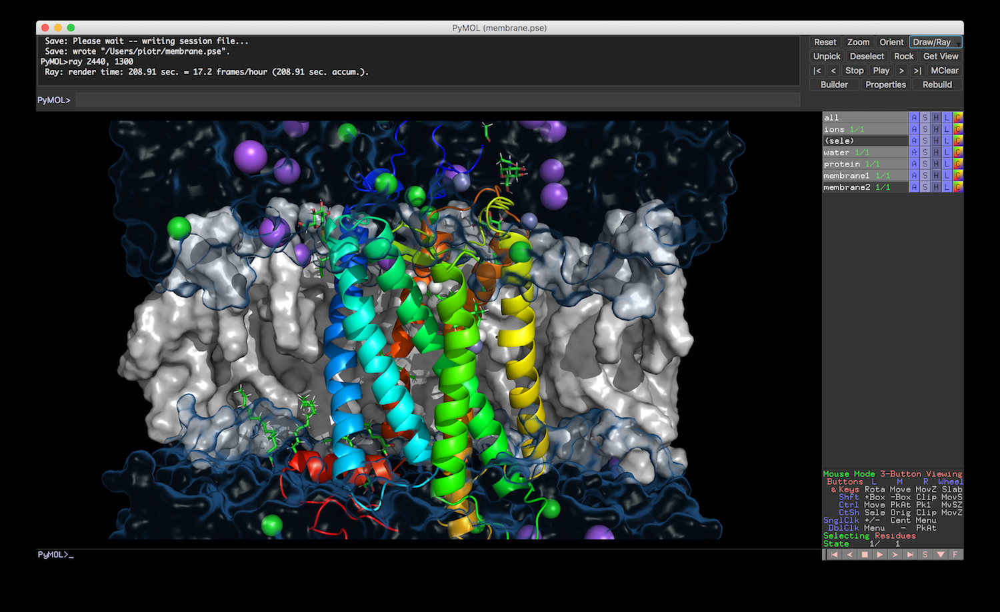 PyMOL (membrane.pse)
Save: Please wait -- writing session file...
Save: wrote "/Users/piotr/membrane.pse".
PyMOL>ray 2440, 1300
Ray: render time: 208.91 sec. = 17.2 frames/hour (208.91 sec. accum.).
PyMOL>
Reset Zoom Orient Draw/Ray
Unpick Deselect Rock Get View
|< < Stop Play > >| MClear
Builder Properties Rebuild
all A S H L C
ions 1/1 A S H L C
(sele) A S H L C
water 1/1 A S H L C
protein 1/1 A S H L C
membrane1 1/1 A S H L C
membrane2 1/1 A S H L C
Mouse Mode 3-Button Viewing
Buttons L M R Wheel
& Keys Rota Move MovZ Slab
Shft +Box -Box Clip MovS
Ctrl Move PkAt Pk1 MvSZ
CtSh Sele Orig Clip MovZ
SnglClk +/- Cent Menu
DblClk Menu - PkAt
Selecting Residues
State 1/ 1
S F
PyMOL>_